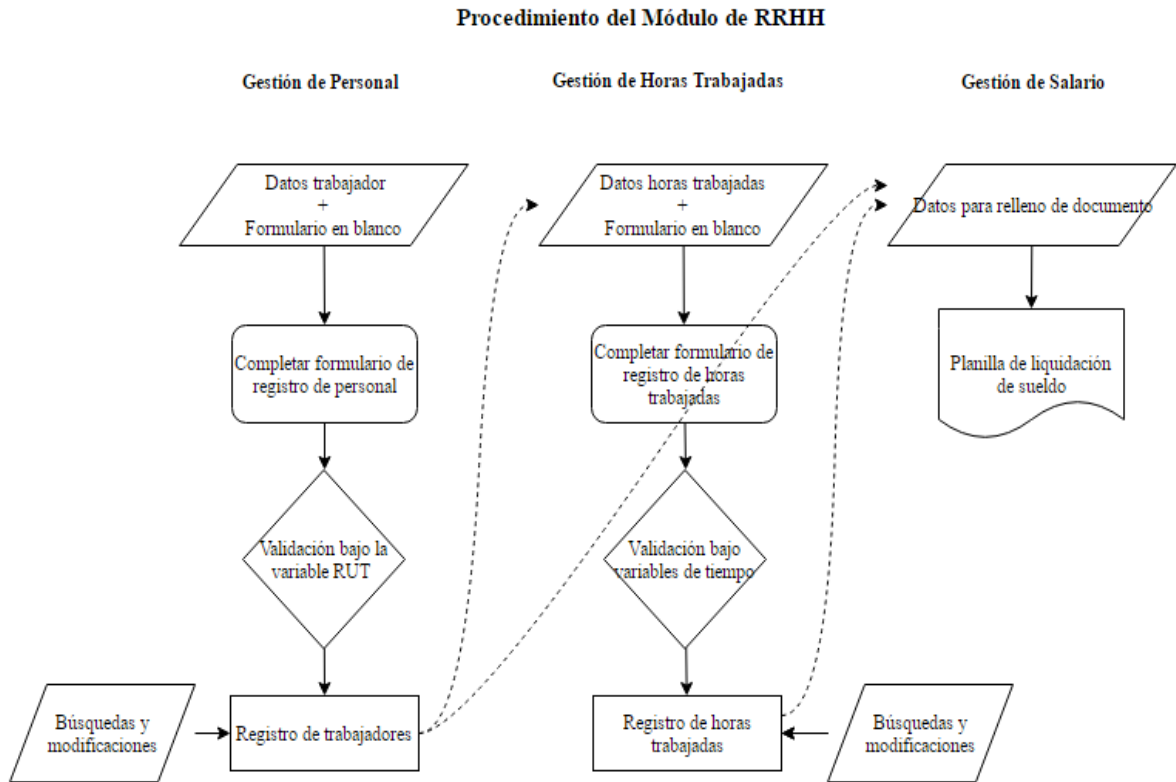 Procedimiento del Módulo de RRHH
Gestión de Personal
Gestión de Horas Trabajadas
Gestión de Salario
Datos trabajador
+
Formulario en blanco
Datos horas trabajadas
+
Formulario en blanco
Datos para relleno de documento
Completar formulario de
registro de personal
Completar formulario de
registro de horas
trabajadas
Planilla de liquidación
de sueldo
Validación bajo la
variable RUT
Validación bajo
variables de tiempo
Búsquedas y
modificaciones
Registro de trabajadores
Registro de horas
trabajadas
Búsquedas y
modificaciones